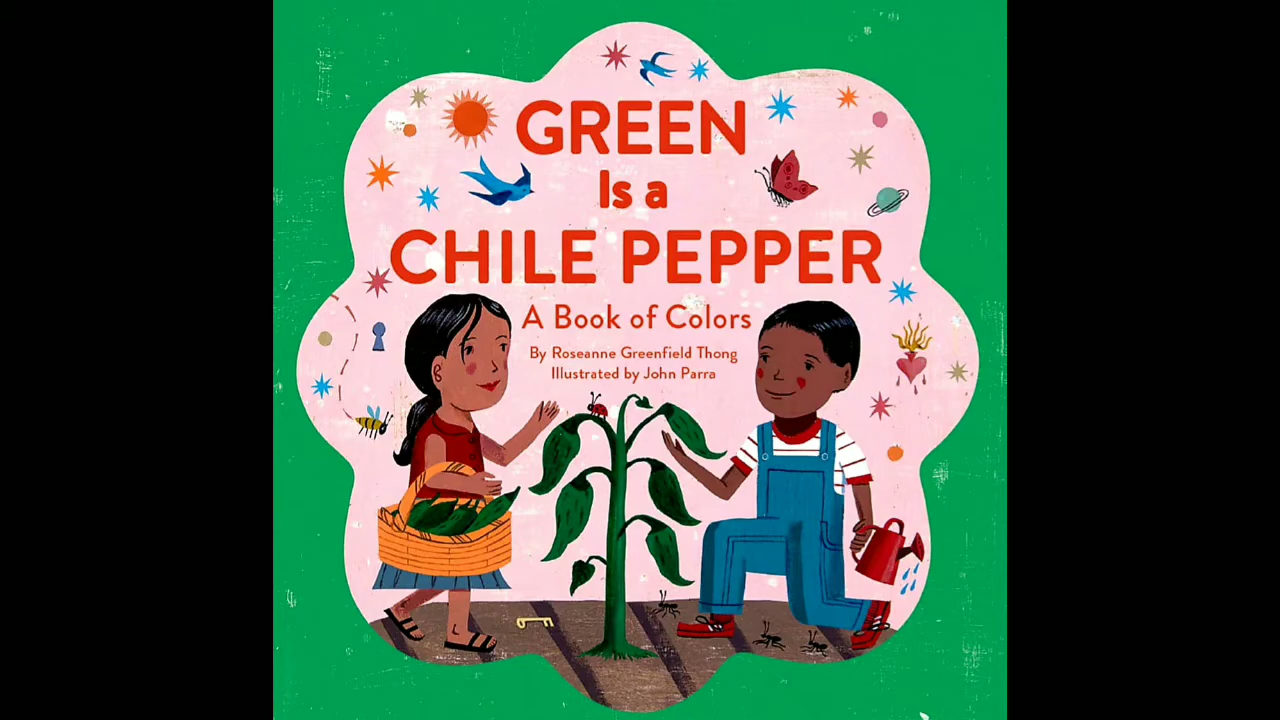 GREEN
Is a
CHILE PEPPER
A Book of Colors
By Roseanne Greenfield Thong
Illustrated by John Parra